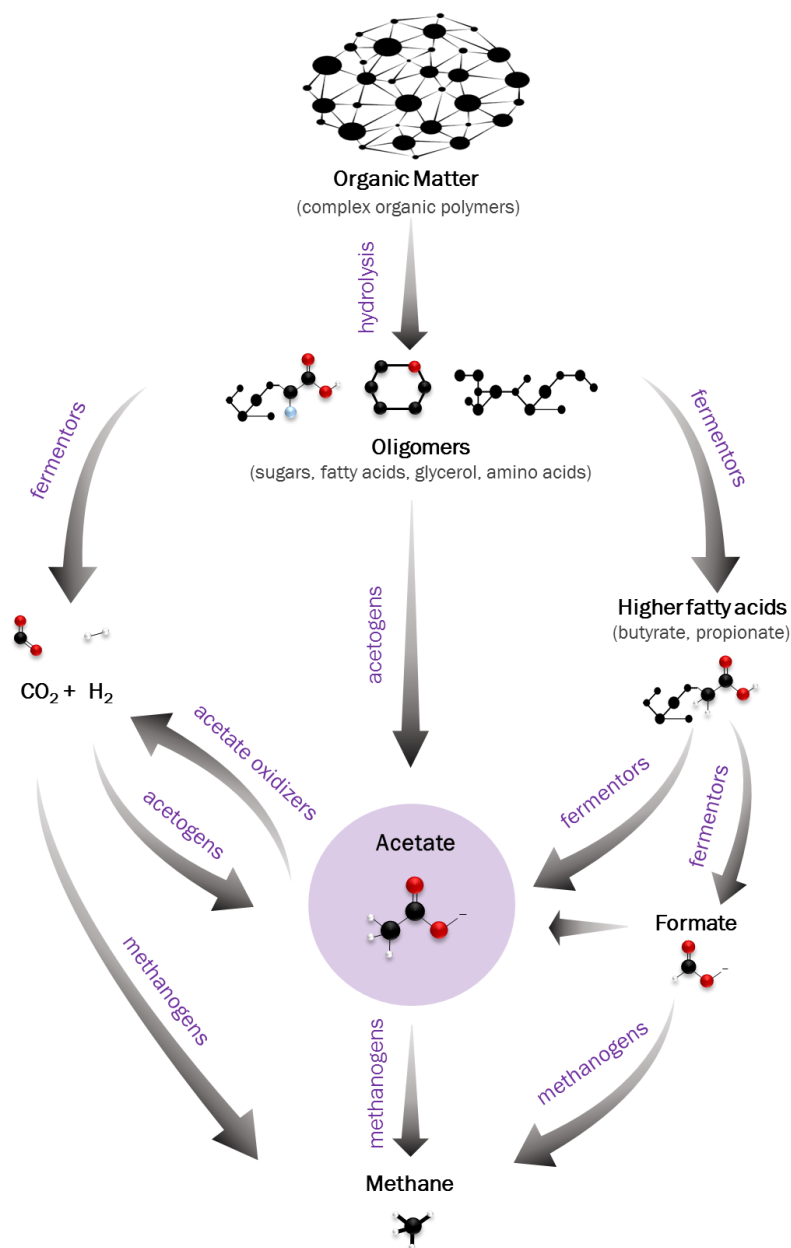 Organic Matter
(complex organic polymers)
hydrolysis
Oligomers
(sugars, fatty acids, glycerol, amino acids)
fermentors
fermentors
acetogens
Higher fatty acids
(butyrate, propionate)
CO₂ + H₂
acetate oxidizers
acetogens
fermentors
fermentors
Acetate
–
Formate
–
methanogens
methanogens
methanogens
Methane